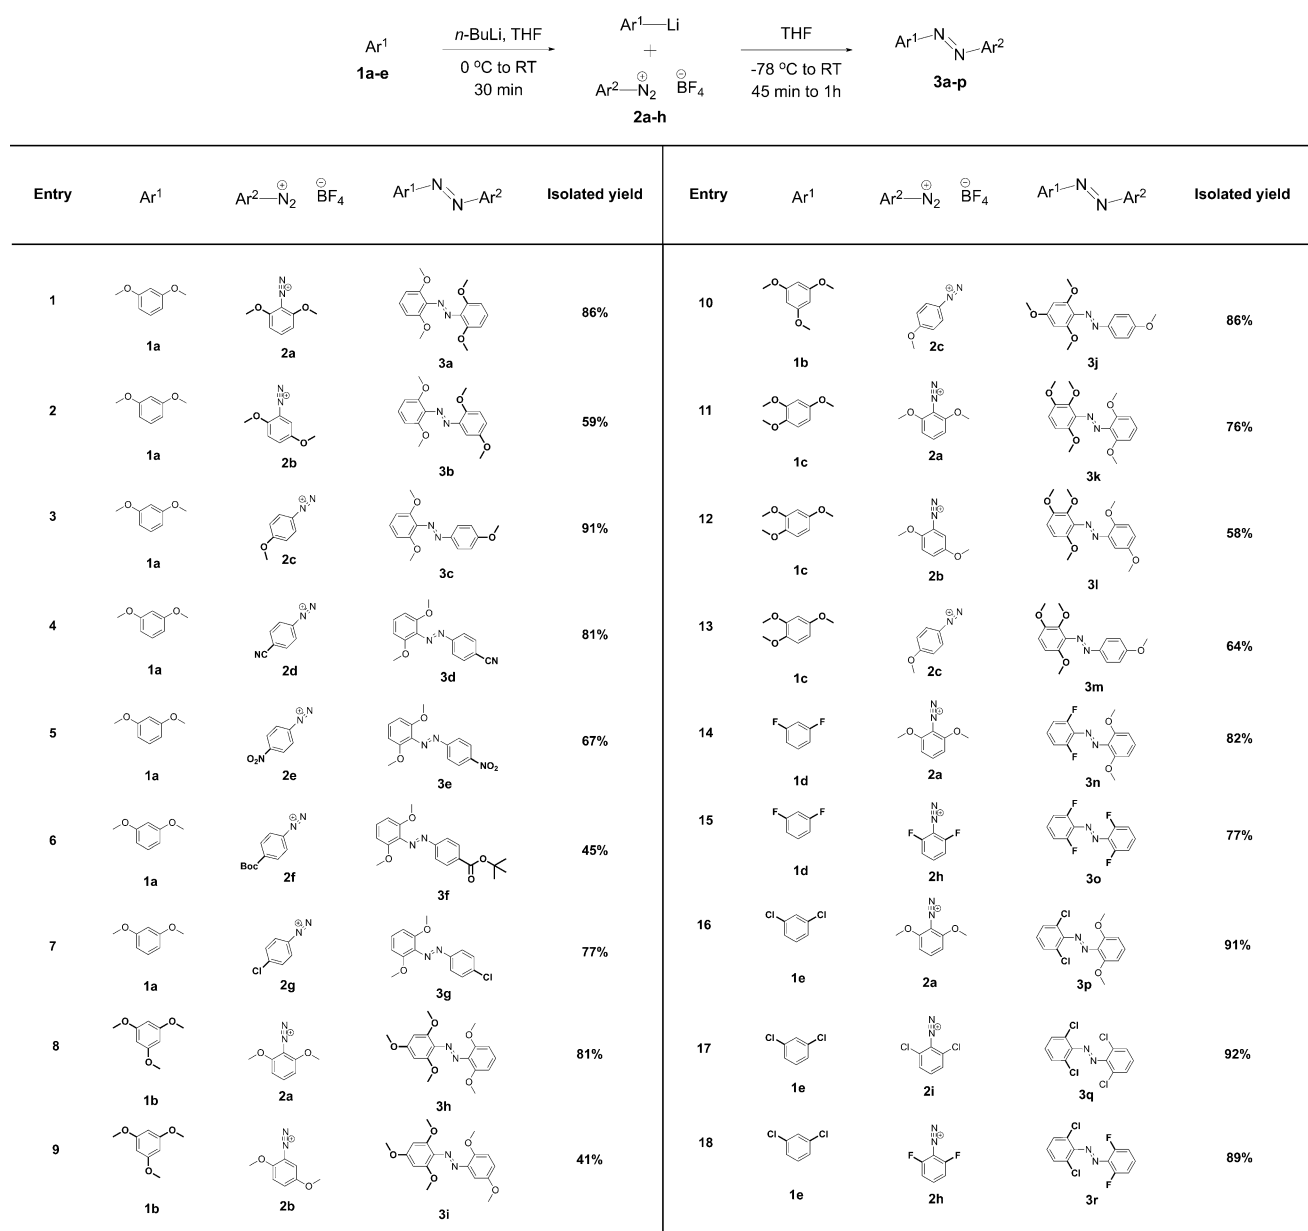 Ar1
1a-e
n-BuLi, THF
0 oC to RT
30 min
Ar1—Li
+
Ar2—N2 ⊕ ⊖ BF4
2a-h
THF
-78 oC to RT
45 min to 1h
Ar1 N N Ar2
3a-p
Entry Ar1 Ar2—N2 ⊕ ⊖ BF4 Ar1 N N Ar2 Isolated yield
1 1a 2a 3a 86%
2 1a 2b 3b 59%
3 1a 2c 3c 91%
4 1a NC 2d CN 3d 81%
5 1a NO2 2e NO2 3e 67%
6 1a Boc 2f 3f 45%
7 1a Cl 2g Cl 3g 77%
8 1b 2a 3h 81%
9 1b 2b 3i 41%
Entry Ar1 Ar2—N2 ⊕ ⊖ BF4 Ar1 N N Ar2 Isolated yield
10 1b 2c 3j 86%
11 1c 2a 3k 76%
12 1c 2b 3l 58%
13 1c 2c 3m 64%
14 F F 1d 2a F F 3n 82%
15 F F 1d F F 2h F F F F 3o 77%
16 Cl Cl 1e 2a Cl Cl 3p 91%
17 Cl Cl 1e Cl Cl 2i Cl Cl Cl Cl 3q 92%
18 Cl Cl 1e F F 2h Cl Cl F F 3r 89%